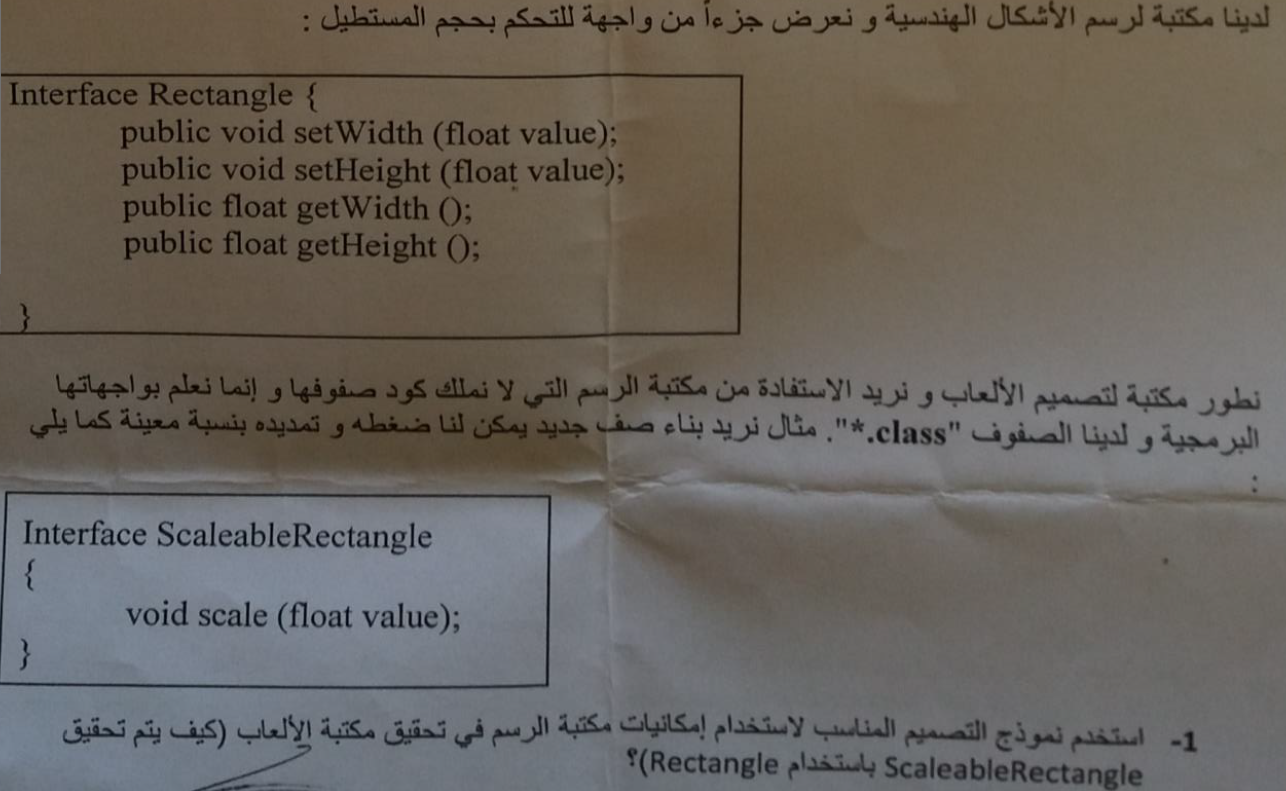 لدينا مكتبة لرسم الأشكال الهندسية و نعرض جزءاً من واجهة للتحكم بحجم المستطيل :
Interface Rectangle {
public void setWidth (float value);
public void setHeight (float value);
public float getWidth ();
public float getHeight ();
}
نطور مكتبة لتصميم الألعاب و نريد الاستفادة من مكتبة الرسم التي لا نملك كود صفوفها و إنما نعلم بواجهاتها
البرمجية و لدينا الصفوف "*.class". مثال نريد بناء صف جديد يمكن لنا ضغطه و تمديده بنسبة معينة كما يلي
:
Interface ScaleableRectangle
{
void scale (float value);
}
1- استخدم نموذج التصميم المناسب لاستخدام إمكانيات مكتبة الرسم في تحقيق مكتبة الألعاب (كيف يتم تحقيق
ScaleableRectangle باستخدام Rectangle)؟